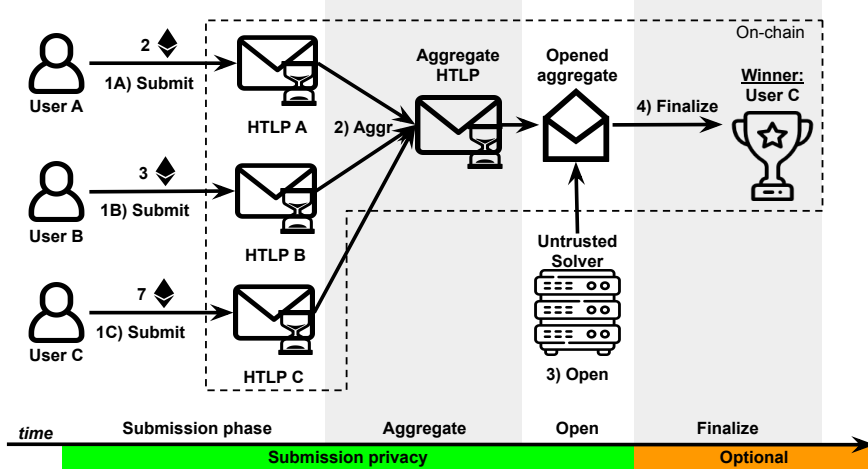 On-chain
2
1A) Submit
User A
HTLP A
3
1B) Submit
User B
HTLP B
7
1C) Submit
User C
HTLP C
2) Aggr
Aggregate
HTLP
Opened
aggregate
4) Finalize
Winner:
User C
Untrusted
Solver
3) Open
time
Submission phase
Aggregate
Open
Finalize
Submission privacy
Optional